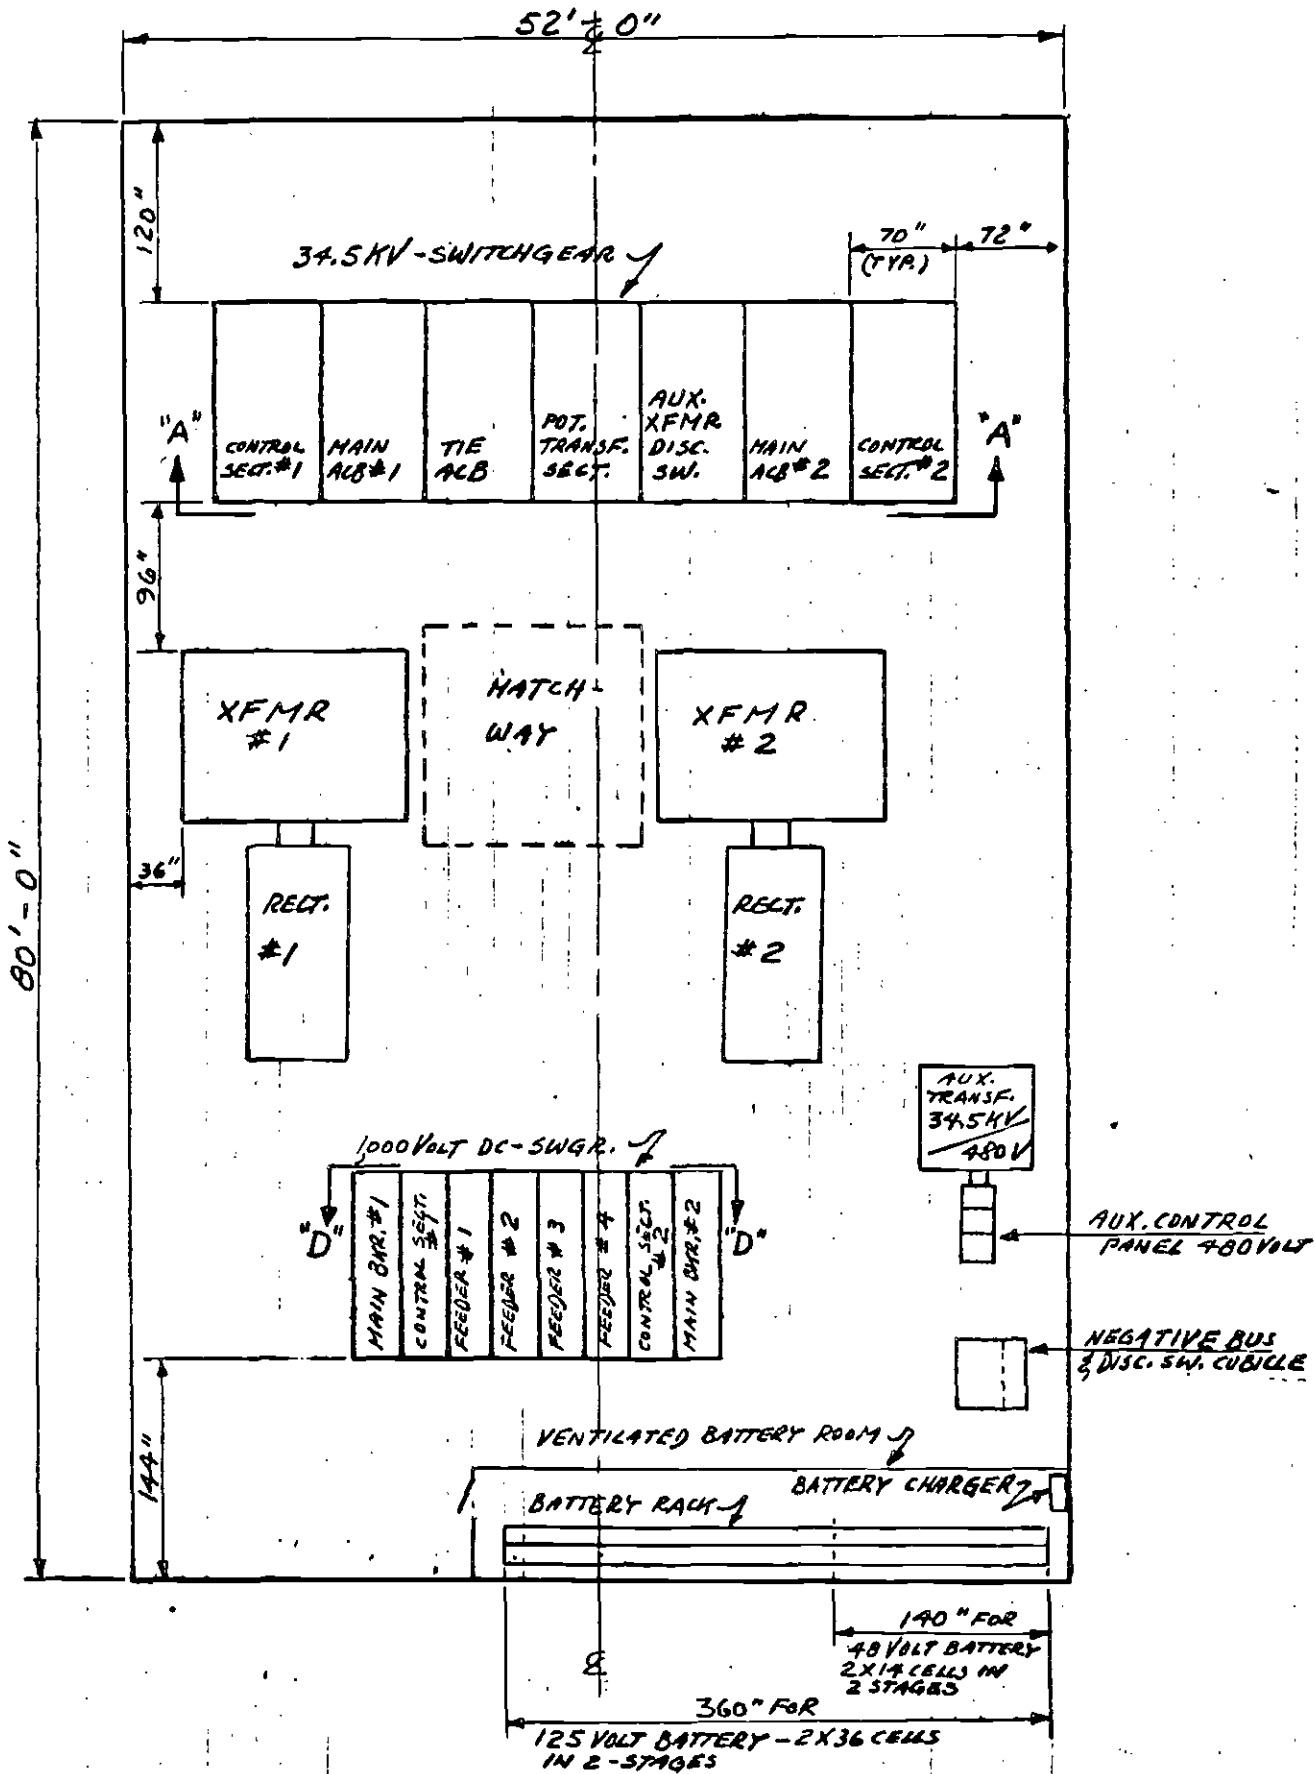 52'-0"
120"
34.5KV-SWITCHGEAR
70"
(TYP.)
72"
"A"
CONTROL
SECT.#1
MAIN
ACB#1
TIE
ACB
POT.
TRANSF.
SECT.
AUX.
XFMR
DISC.
SW.
MAIN
ACB#2
CONTROL
SECT.#2
"A"
96"
XFMR
#1
HATCH-
WAY
XFMR
#2
36"
RECT.
#1
RECT.
#2
80'-0"
AUX.
TRANSF.
34.5KV/
480V
1000 VOLT DC-SWGR.
"D"
MAIN BKR.#1
CONTROL SECT.
#1
FEEDER #1
FEEDER #2
FEEDER #3
FEEDER #4
CONTROL SECT.
#2
MAIN BKR.#2
"D"
AUX. CONTROL
PANEL 480 VOLT
NEGATIVE BUS
& DISC. SW. CUBICLE
144"
VENTILATED BATTERY ROOM
BATTERY CHARGER
BATTERY RACK
140" FOR
48 VOLT BATTERY
2X14 CELLS IN
2 STAGES
360" FOR
125 VOLT BATTERY - 2X36 CELLS
IN 2-STAGES